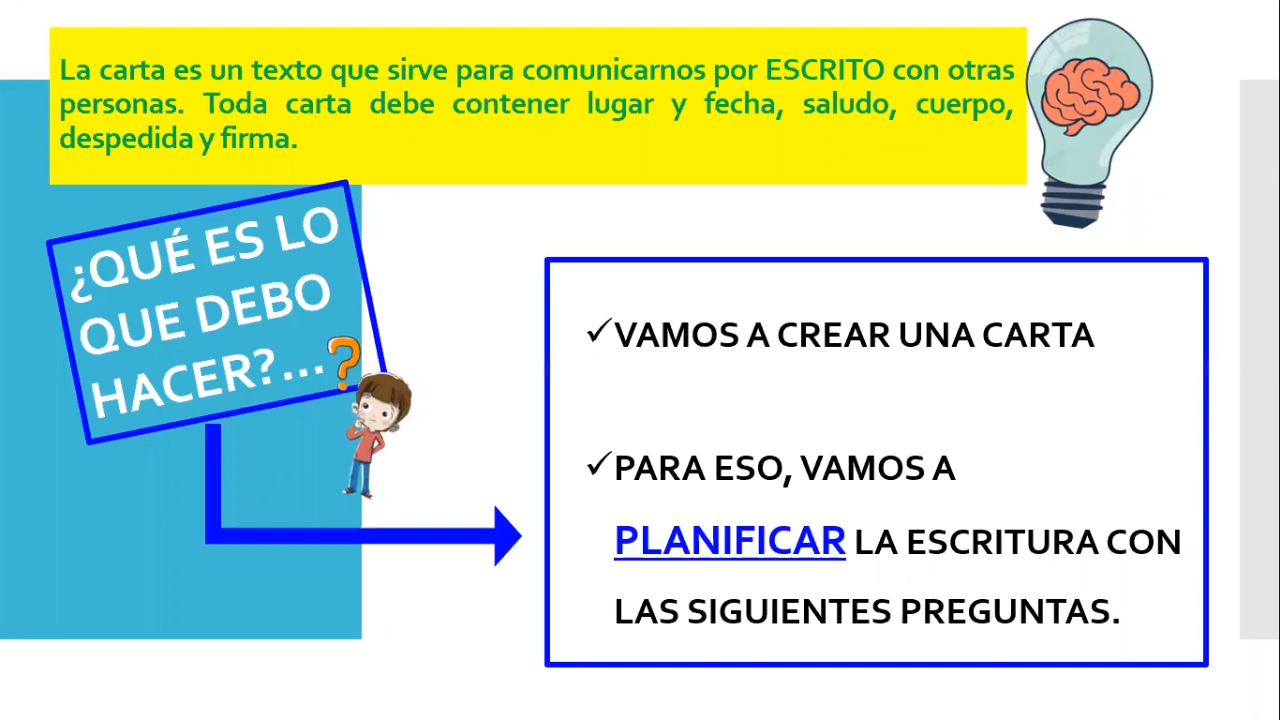 La carta es un texto que sirve para comunicarnos por ESCRITO con otras
personas. Toda carta debe contener lugar y fecha, saludo, cuerpo,
despedida y firma.
¿QUÉ ES LO
QUE DEBO
HACER?...?
✓VAMOS A CREAR UNA CARTA
✓PARA ESO, VAMOS A
PLANIFICAR LA ESCRITURA CON
LAS SIGUIENTES PREGUNTAS.